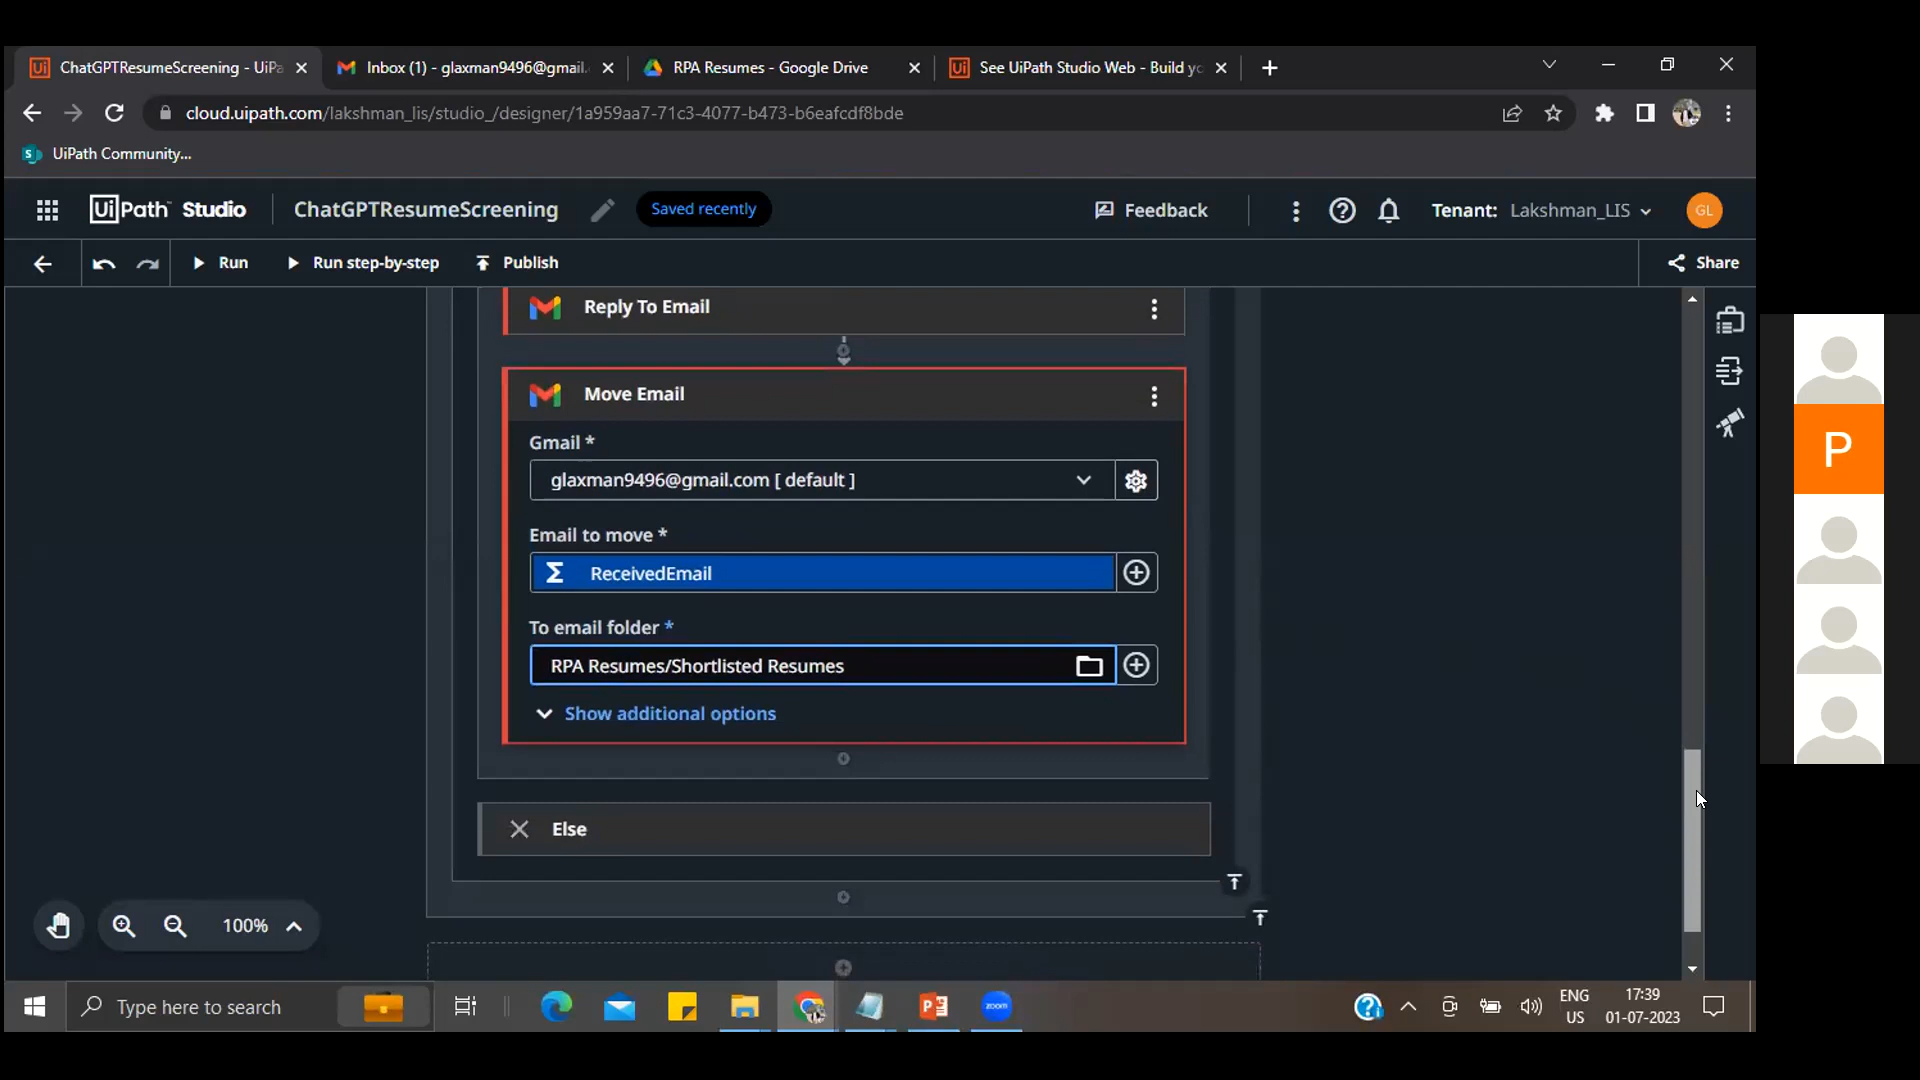 ChatGPTResumeScreening - UiPa
Inbox (1) - glaxman9496@gmail.
RPA Resumes - Google Drive
See UiPath Studio Web - Build yo
cloud.uipath.com/lakshman_lis/studio_/designer/1a959aa7-71c3-4077-b473-b6eafcdf8bde
UiPath Community...
UiPath Studio
ChatGPTResumeScreening
Saved recently
Feedback
Tenant: Lakshman_LIS
GL
Run
Run step-by-step
Publish
Share
Reply To Email
Move Email
Gmail *
glaxman9496@gmail.com [ default ]
Email to move *
Σ ReceivedEmail
To email folder *
RPA Resumes/Shortlisted Resumes
Show additional options
Else
100%
P
Type here to search
zoom
ENG
US
17:39
01-07-2023